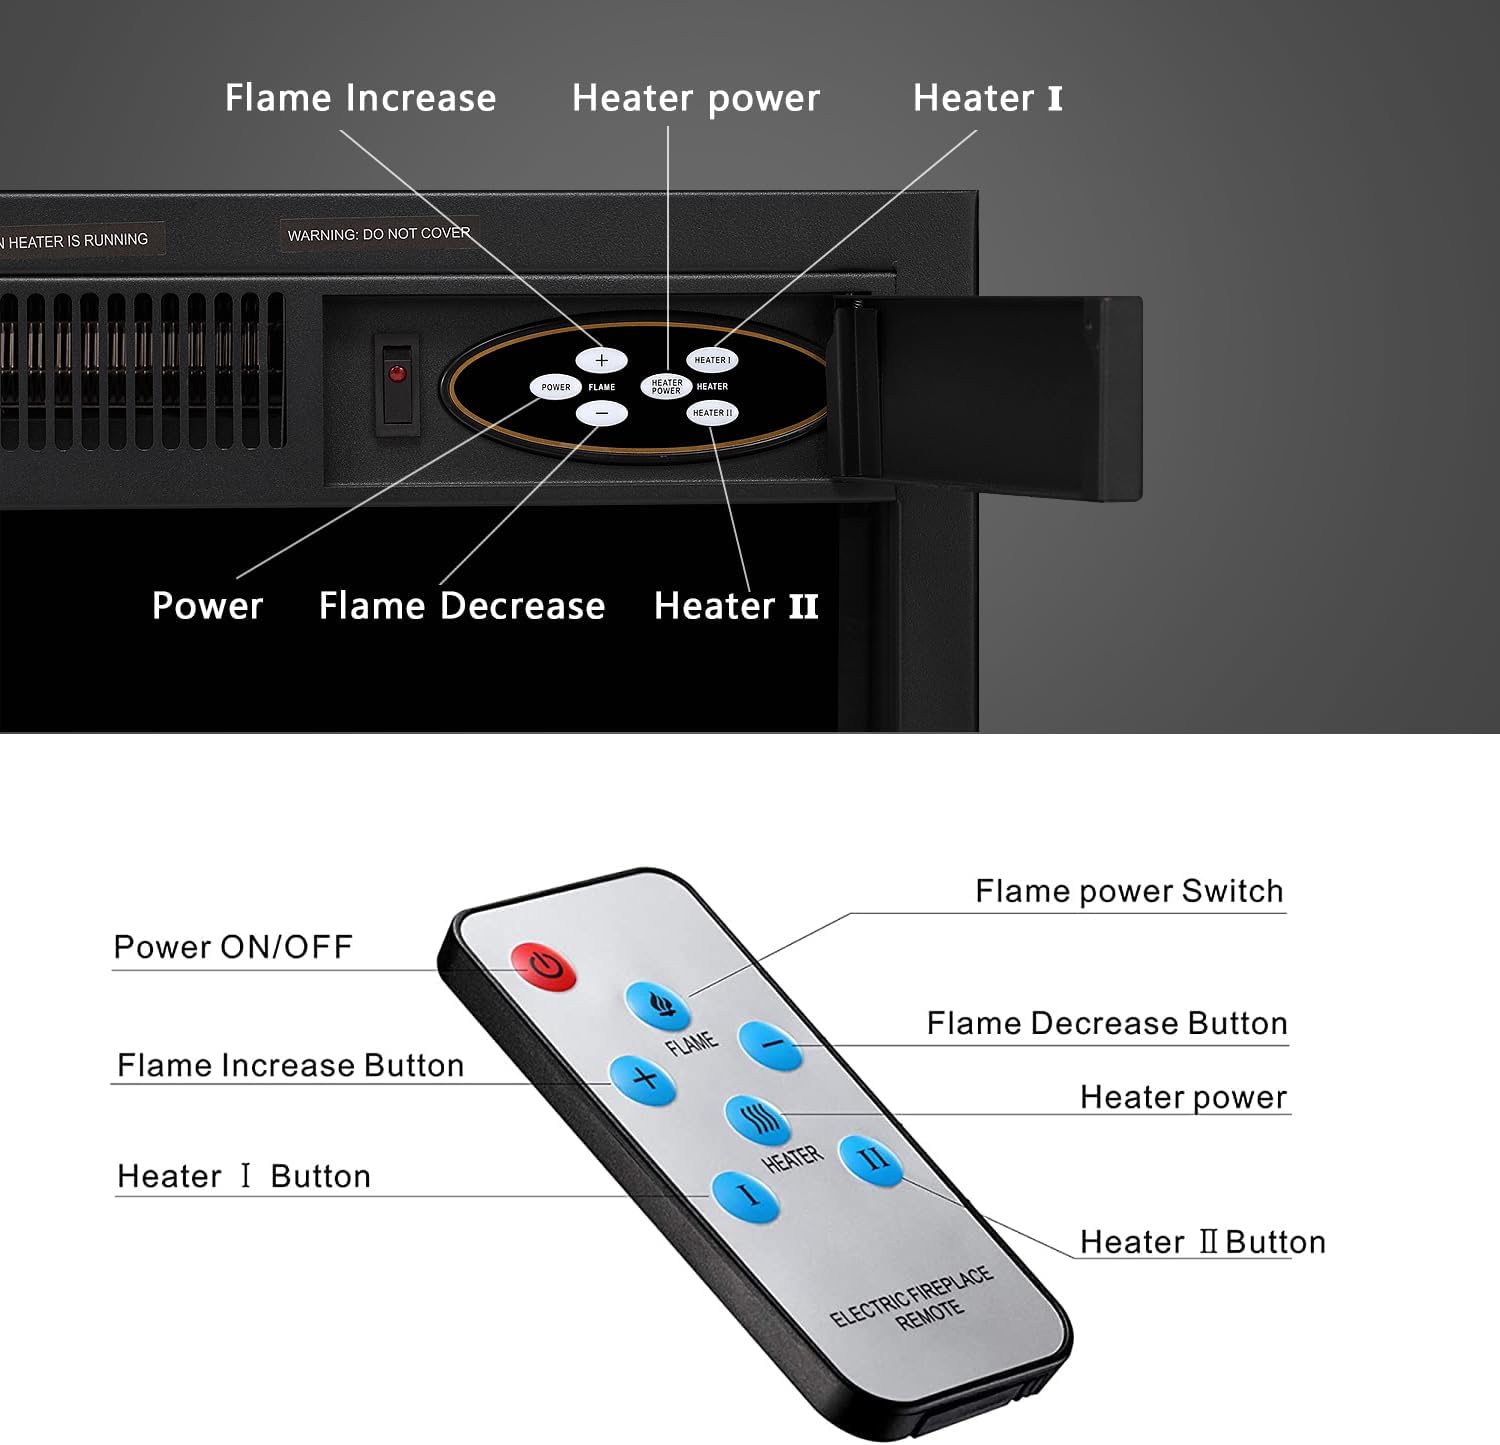 Flame Increase
Heater power
Heater I
N HEATER IS RUNNING
WARNING: DO NOT COVER
+
HEATER I
POWER
FLAME
HEATER
POWER
HEATER
−
HEATER II
Power
Flame Decrease
Heater II
Flame power Switch
Power ON/OFF
Flame Decrease Button
FLAME
−
Flame Increase Button
+
Heater power
HEATER
II
Heater I Button
I
Heater II Button
ELECTRIC FIREPLACE
REMOTE